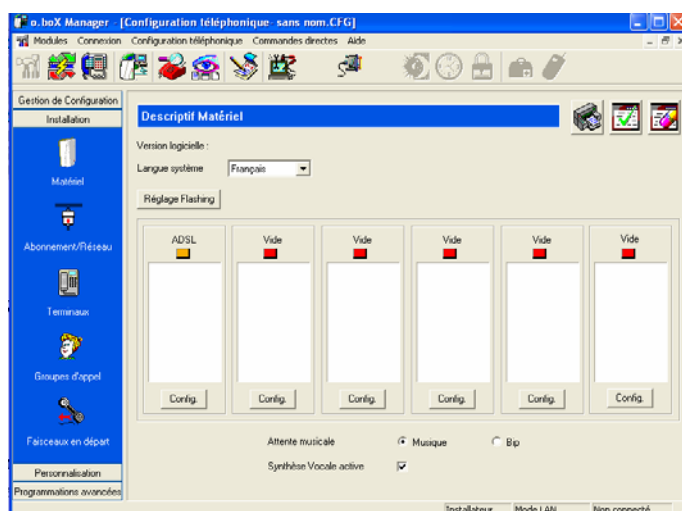 o.boX Manager - [Configuration téléphonique- sans nom.CFG]
Modules Connexion Configuration téléphonique Commandes directes Aide
Gestion de Configuration
Installation
Matériel
Abonnement/Réseau
Terminaux
Groupes d'appel
Faisceaux en départ
Personnalisation
Programmations avancées
Descriptif Matériel
Version logicielle :
Langue système Français
Réglage Flashing
ADSL Vide Vide Vide Vide Vide
Config. Config. Config. Config. Config. Config.
Attente musicale Musique Bip
Synthèse Vocale active
Installateur Mode LAN Non connecté